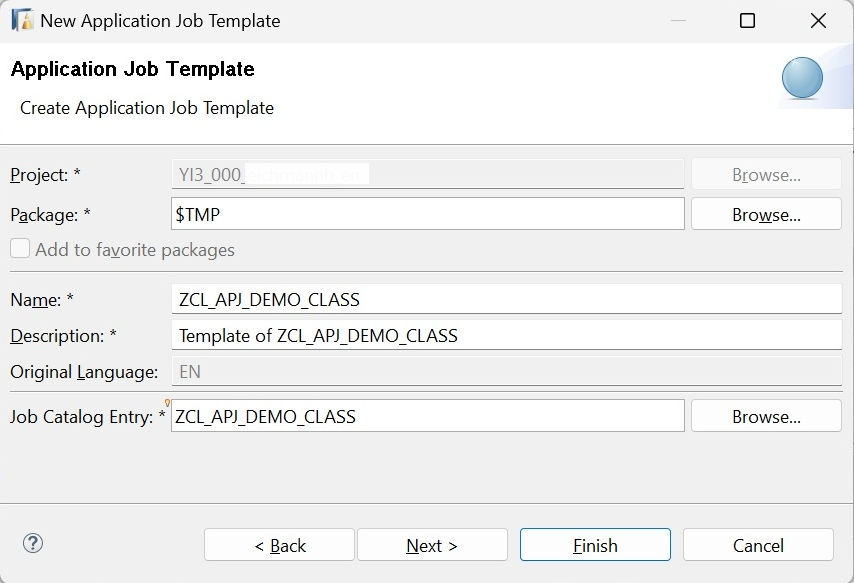 New Application Job Template
Application Job Template
Create Application Job Template
Project: * YI3_000_ Browse...
Package: * $TMP Browse...
Add to favorite packages
Name: * ZCL_APJ_DEMO_CLASS
Description: * Template of ZCL_APJ_DEMO_CLASS
Original Language: EN
Job Catalog Entry: * ZCL_APJ_DEMO_CLASS Browse...
? < Back Next > Finish Cancel